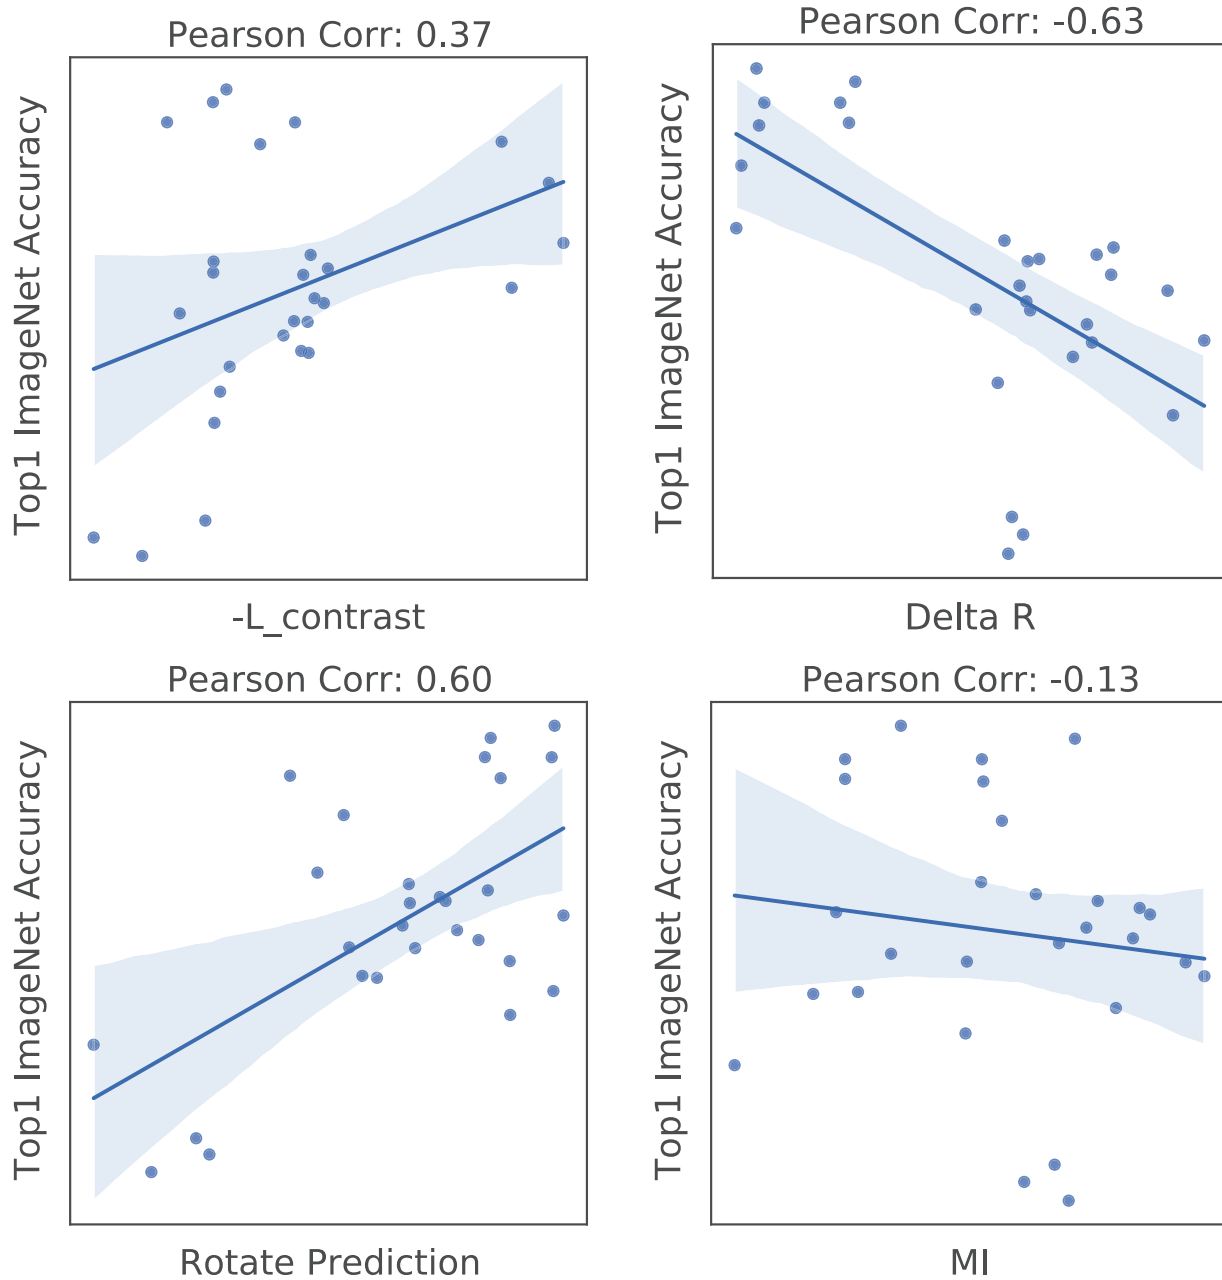 Pearson Corr: 0.37
Top1 ImageNet Accuracy
-L_contrast
Pearson Corr: -0.63
Top1 ImageNet Accuracy
Delta R
Pearson Corr: 0.60
Top1 ImageNet Accuracy
Rotate Prediction
Pearson Corr: -0.13
Top1 ImageNet Accuracy
MI